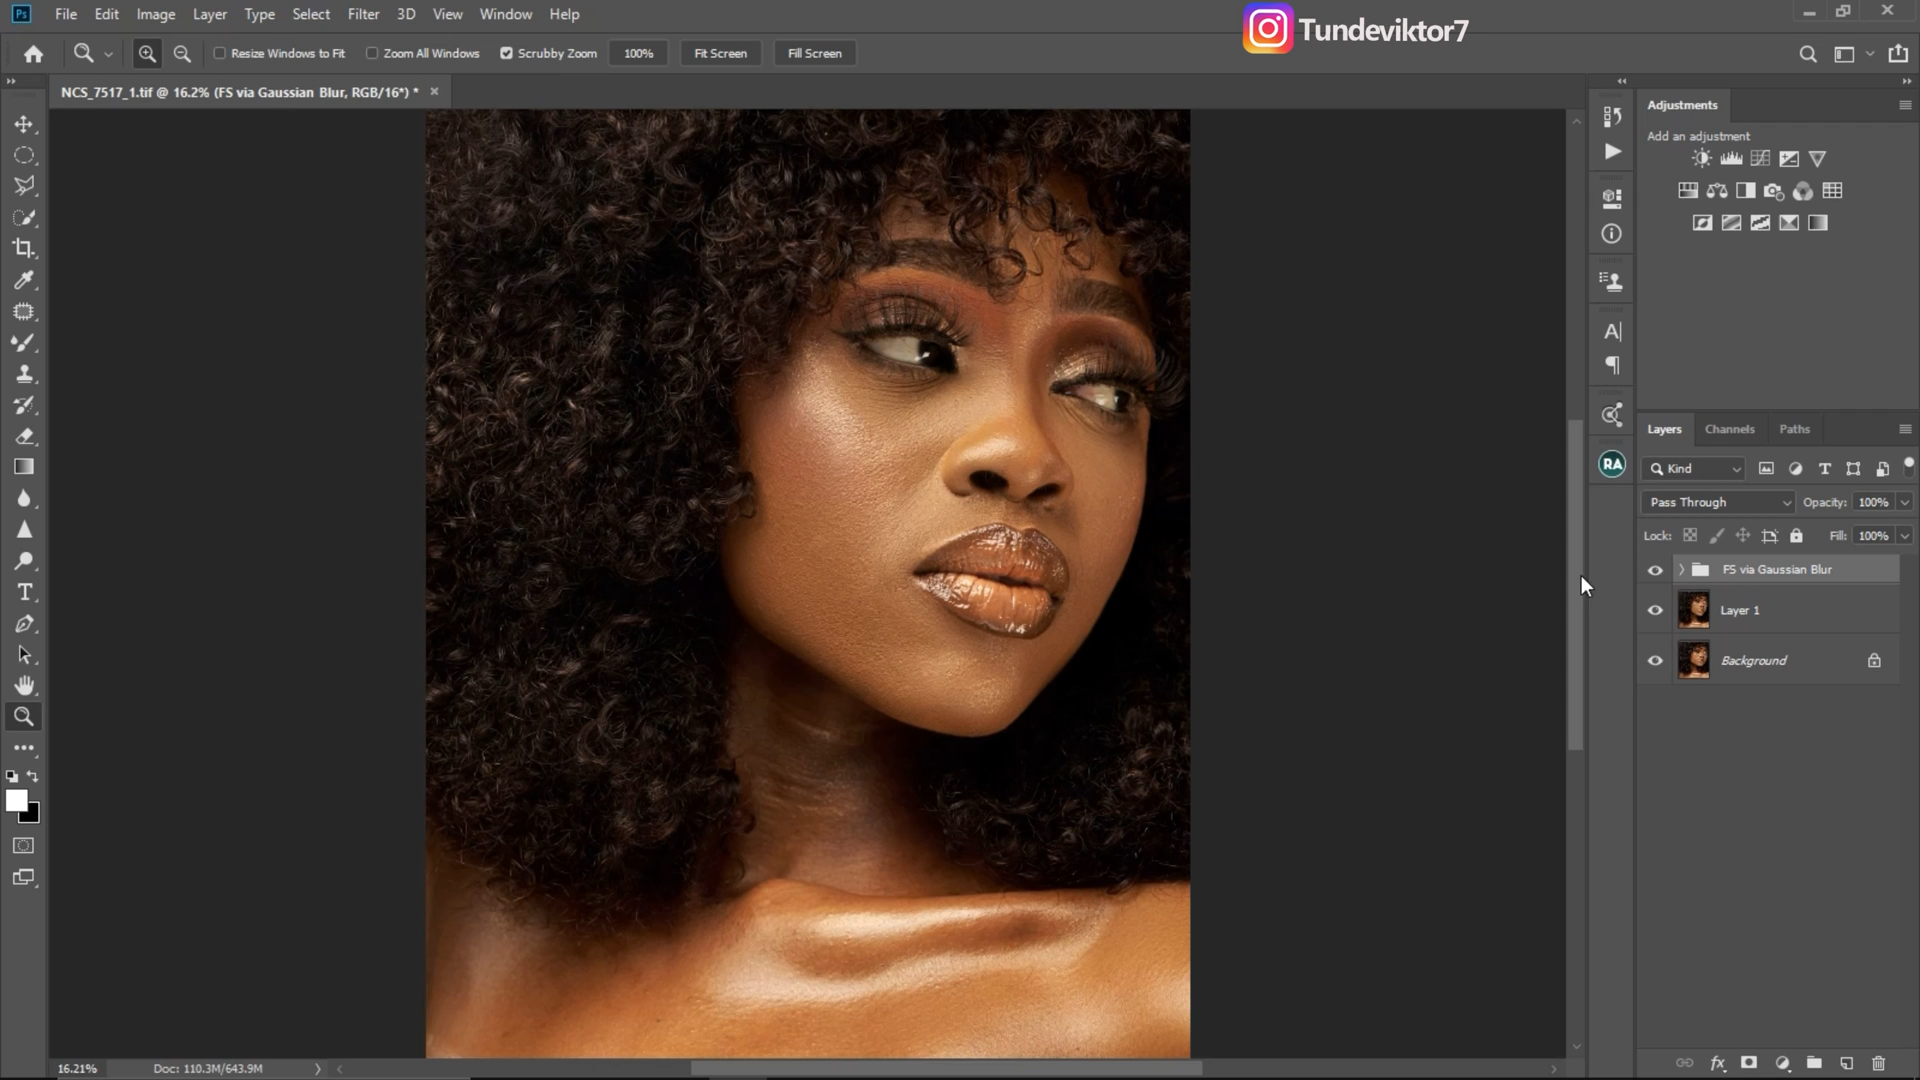 Ps File Edit Image Layer Type Select Filter 3D View Window Help
Tundeviktor7
Resize Windows to Fit Zoom All Windows Scrubby Zoom 100% Fit Screen Fill Screen
NCS_7517_1.tif @ 16.2% (FS via Gaussian Blur, RGB/16*) *
Adjustments
Add an adjustment
Layers Channels Paths
Kind
Pass Through Opacity: 100%
Lock: Fill: 100%
FS via Gaussian Blur
Layer 1
Background
RA
16.21% Doc: 110.3M/643.9M